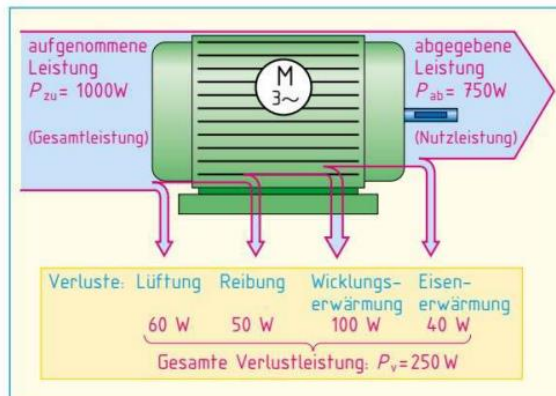 aufgenommene
Leistung
P_zu = 1000W
(Gesamtleistung)
M
3~
abgegebene
Leistung
P_ab = 750W
(Nutzleistung)
Verluste: Lüftung Reibung Wicklungs- Eisen-
erwärmung erwärmung
60 W 50 W 100 W 40 W
Gesamte Verlustleistung: P_v = 250 W